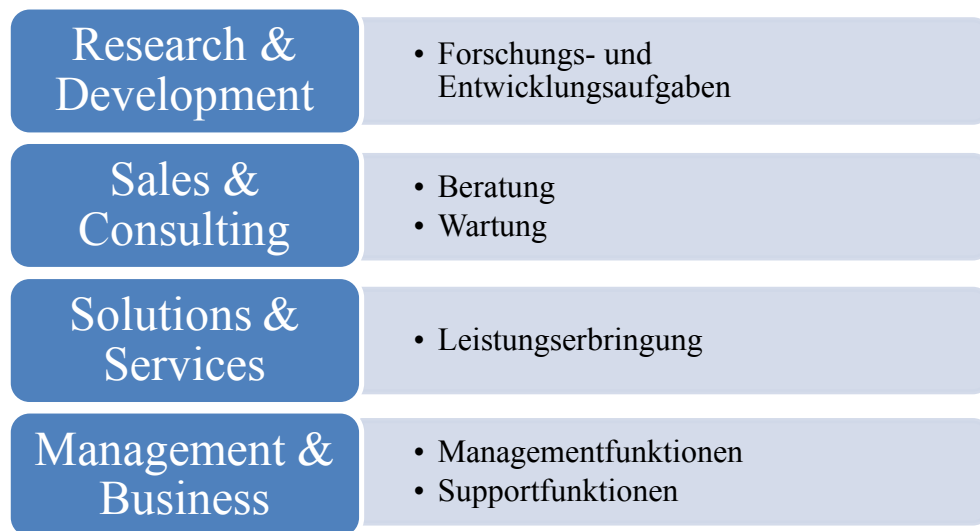 Research &
Development
• Forschungs- und
Entwicklungsaufgaben
Sales &
Consulting
• Beratung
• Wartung
Solutions &
Services
• Leistungserbringung
Management &
Business
• Managementfunktionen
• Supportfunktionen